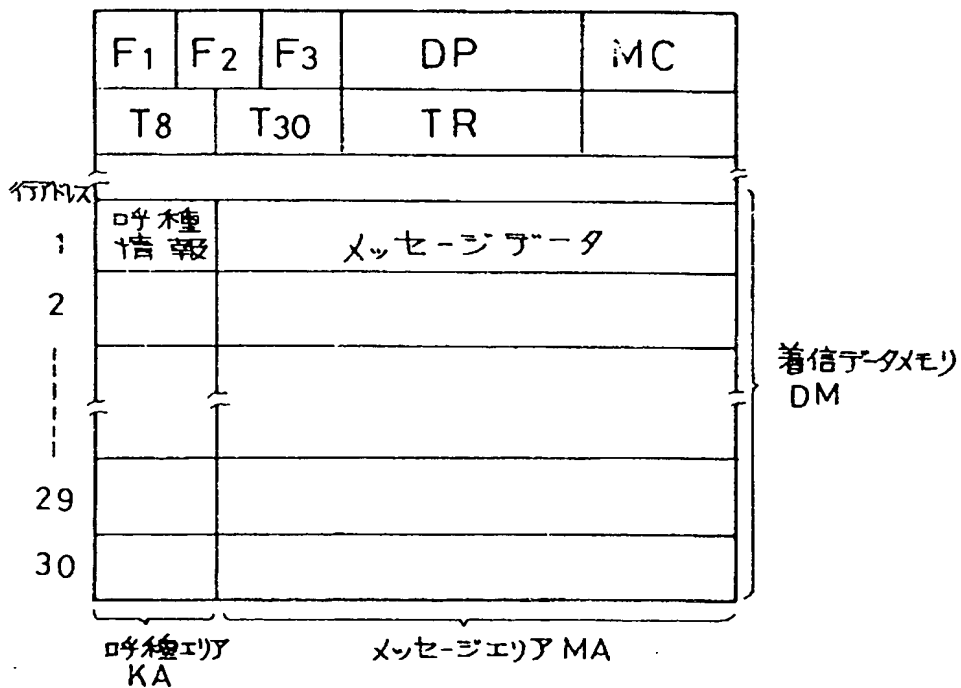 F1 F2 F3 DP MC
T8 T30 TR
行アドレス
1 呼種情報 メッセージデータ
2
29
30
着信データメモリ
DM
呼種エリア
KA
メッセージエリア MA